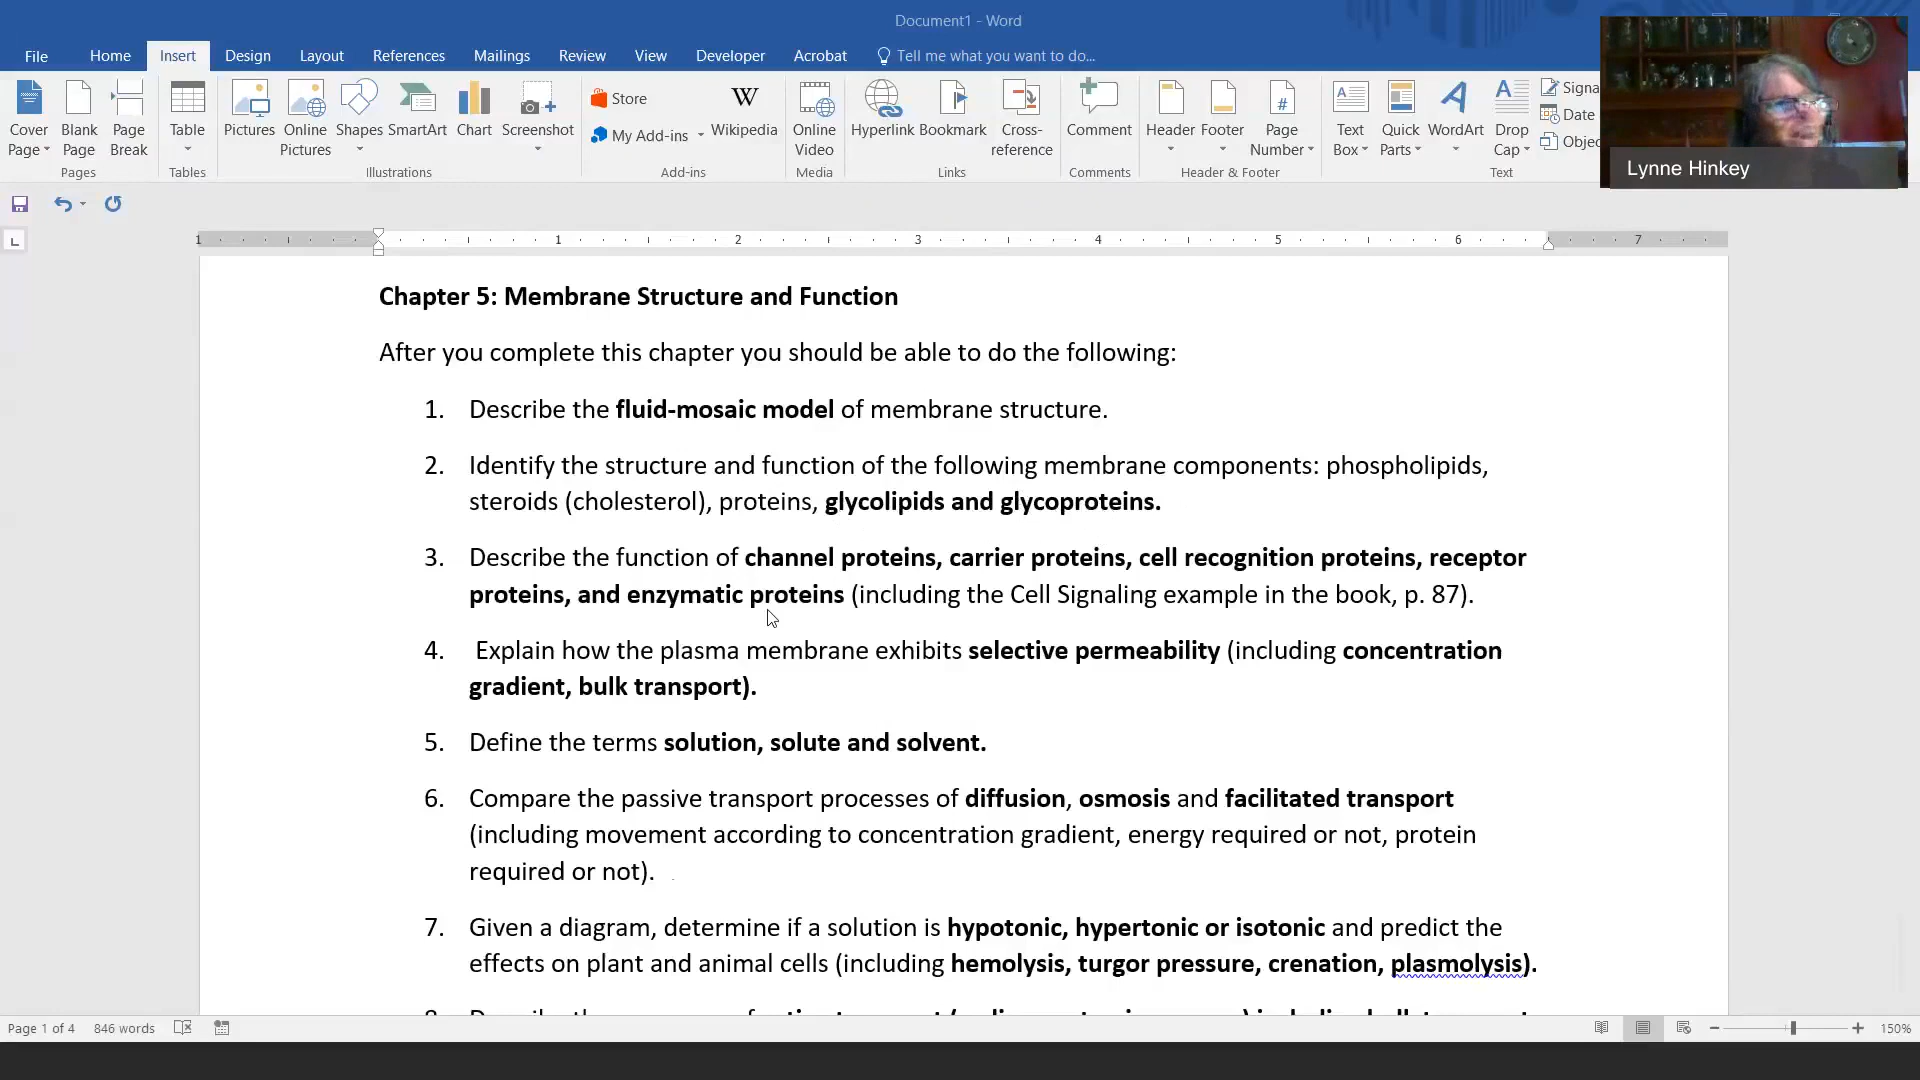 Document1 - Word
File Home Insert Design Layout References Mailings Review View Developer Acrobat Tell me what you want to do...
Cover Page Blank Page Page Break Table Pictures Online Pictures Shapes SmartArt Chart Screenshot Store My Add-ins Wikipedia Online Video Hyperlink Bookmark Cross-reference Comment Header Footer Page Number Text Box Quick Parts WordArt Drop Cap Signa Date Objec
Pages Tables Illustrations Add-ins Media Links Comments Header & Footer Text
Lynne Hinkey
1 1 2 3 4 5 6 7
Chapter 5: Membrane Structure and Function
After you complete this chapter you should be able to do the following:
1. Describe the fluid-mosaic model of membrane structure.
2. Identify the structure and function of the following membrane components: phospholipids,
steroids (cholesterol), proteins, glycolipids and glycoproteins.
3. Describe the function of channel proteins, carrier proteins, cell recognition proteins, receptor
proteins, and enzymatic proteins (including the Cell Signaling example in the book, p. 87).
4. Explain how the plasma membrane exhibits selective permeability (including concentration
gradient, bulk transport).
5. Define the terms solution, solute and solvent.
6. Compare the passive transport processes of diffusion, osmosis and facilitated transport
(including movement according to concentration gradient, energy required or not, protein
required or not).
7. Given a diagram, determine if a solution is hypotonic, hypertonic or isotonic and predict the
effects on plant and animal cells (including hemolysis, turgor pressure, crenation, plasmolysis).
Page 1 of 4 846 words 150%